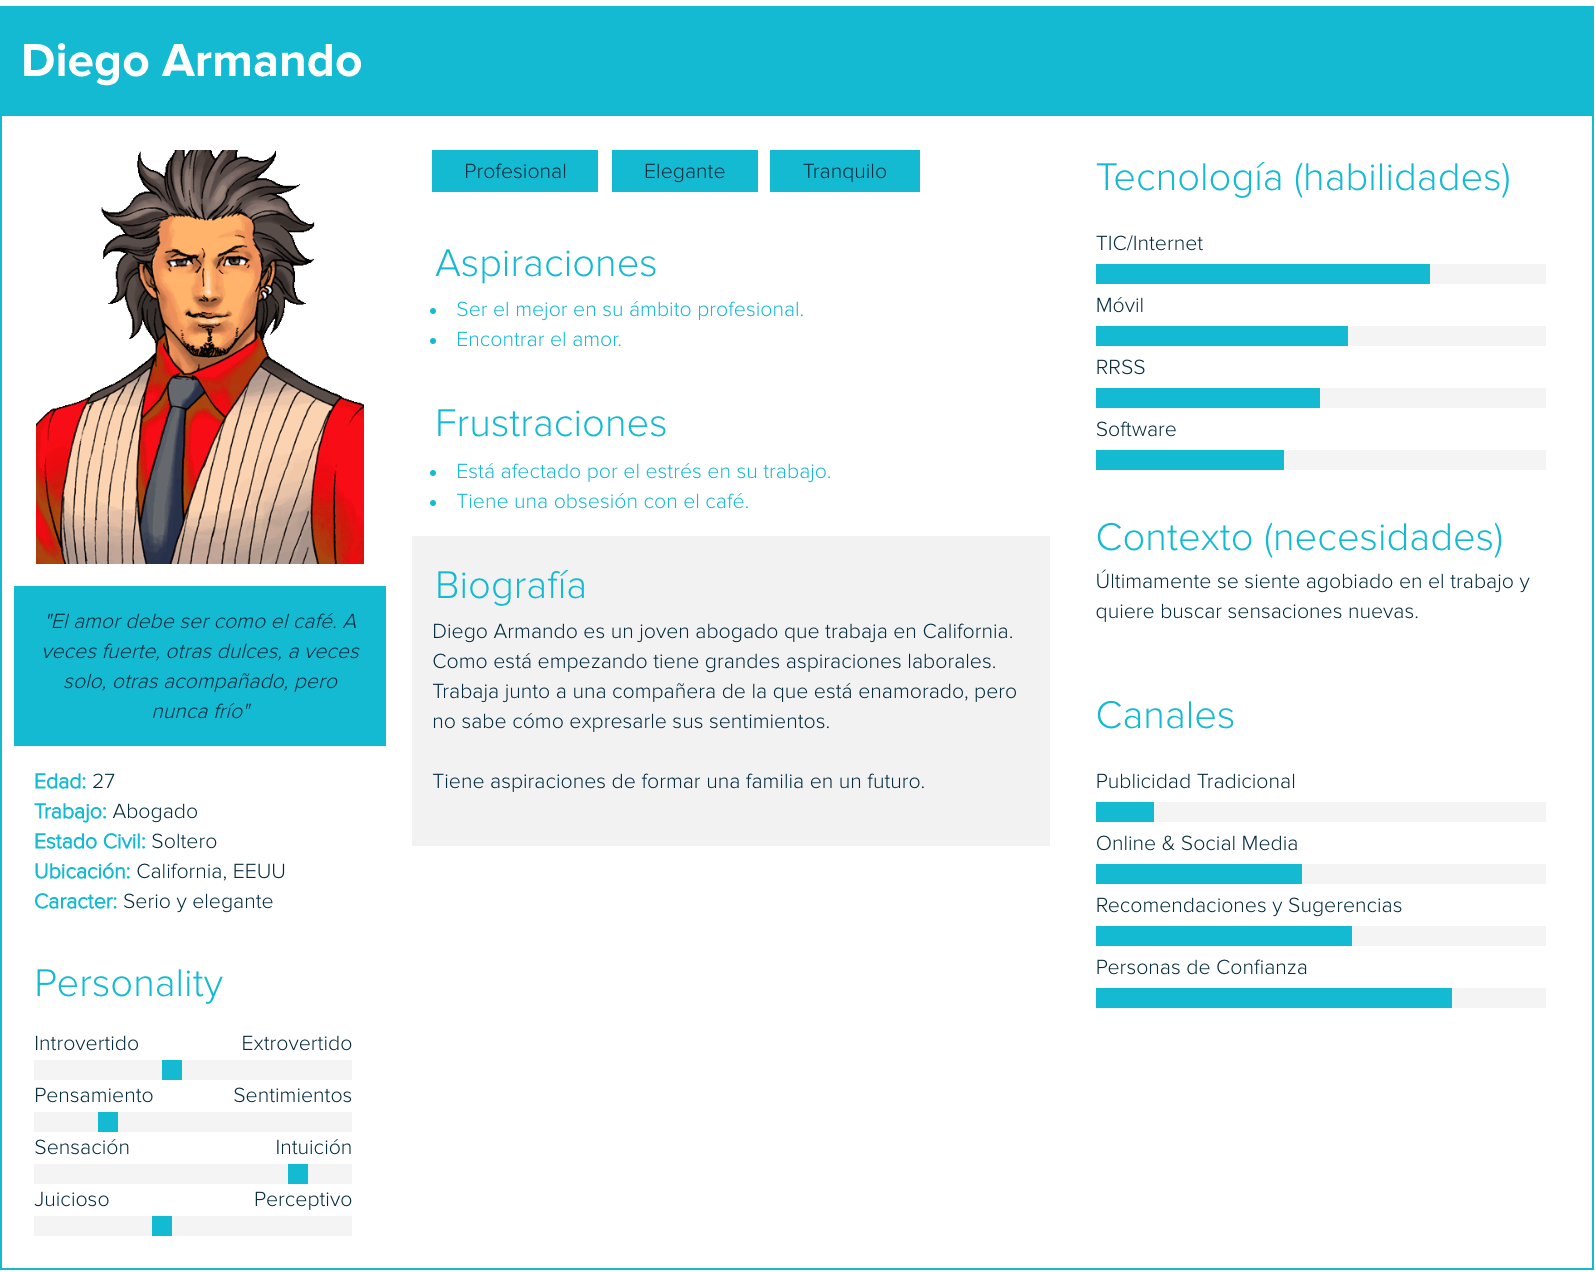 Diego Armando
"El amor debe ser como el café. A
veces fuerte, otras dulces, a veces
solo, otras acompañado, pero
nunca frío"
Edad: 27
Trabajo: Abogado
Estado Civil: Soltero
Ubicación: California, EEUU
Caracter: Serio y elegante
Personality
Introvertido Extrovertido
Pensamiento Sentimientos
Sensación Intuición
Juicioso Perceptivo
Profesional Elegante Tranquilo
Aspiraciones
• Ser el mejor en su ámbito profesional.
• Encontrar el amor.
Frustraciones
• Está afectado por el estrés en su trabajo.
• Tiene una obsesión con el café.
Biografía
Diego Armando es un joven abogado que trabaja en California.
Como está empezando tiene grandes aspiraciones laborales.
Trabaja junto a una compañera de la que está enamorado, pero
no sabe cómo expresarle sus sentimientos.
Tiene aspiraciones de formar una familia en un futuro.
Tecnología (habilidades)
TIC/Internet
Móvil
RRSS
Software
Contexto (necesidades)
Últimamente se siente agobiado en el trabajo y
quiere buscar sensaciones nuevas.
Canales
Publicidad Tradicional
Online & Social Media
Recomendaciones y Sugerencias
Personas de Confianza